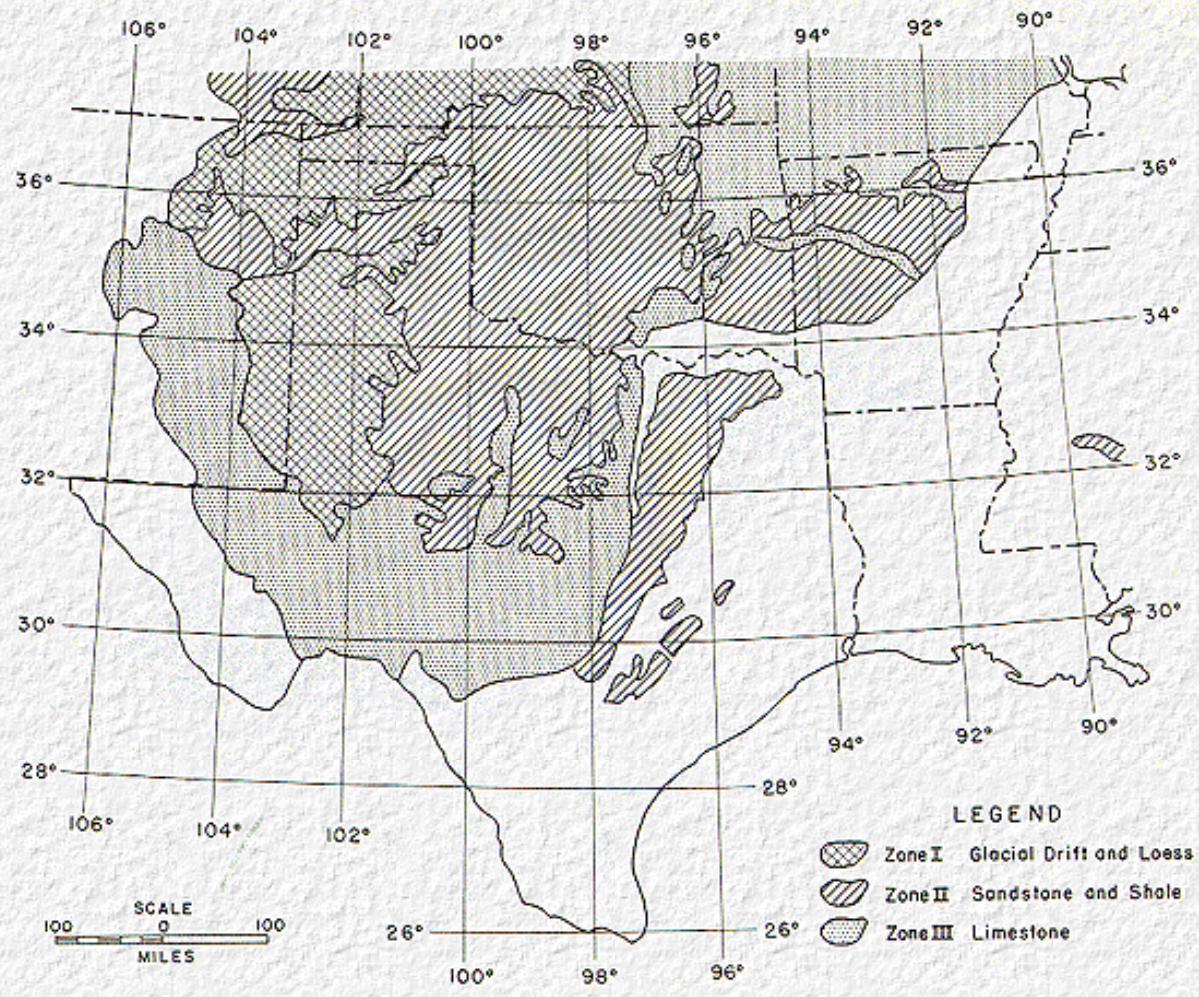 106° 104° 102° 100° 98° 96° 94° 92° 90°
36° 36°
34° 34°
32° 32°
30° 30°
28° 28°
26° 26°
106° 104° 102° 100° 98° 96° 94° 92° 90°
LEGEND
Zone I Glacial Drift and Loess
Zone II Sandstone and Shale
Zone III Limestone
SCALE
100 0 100
MILES